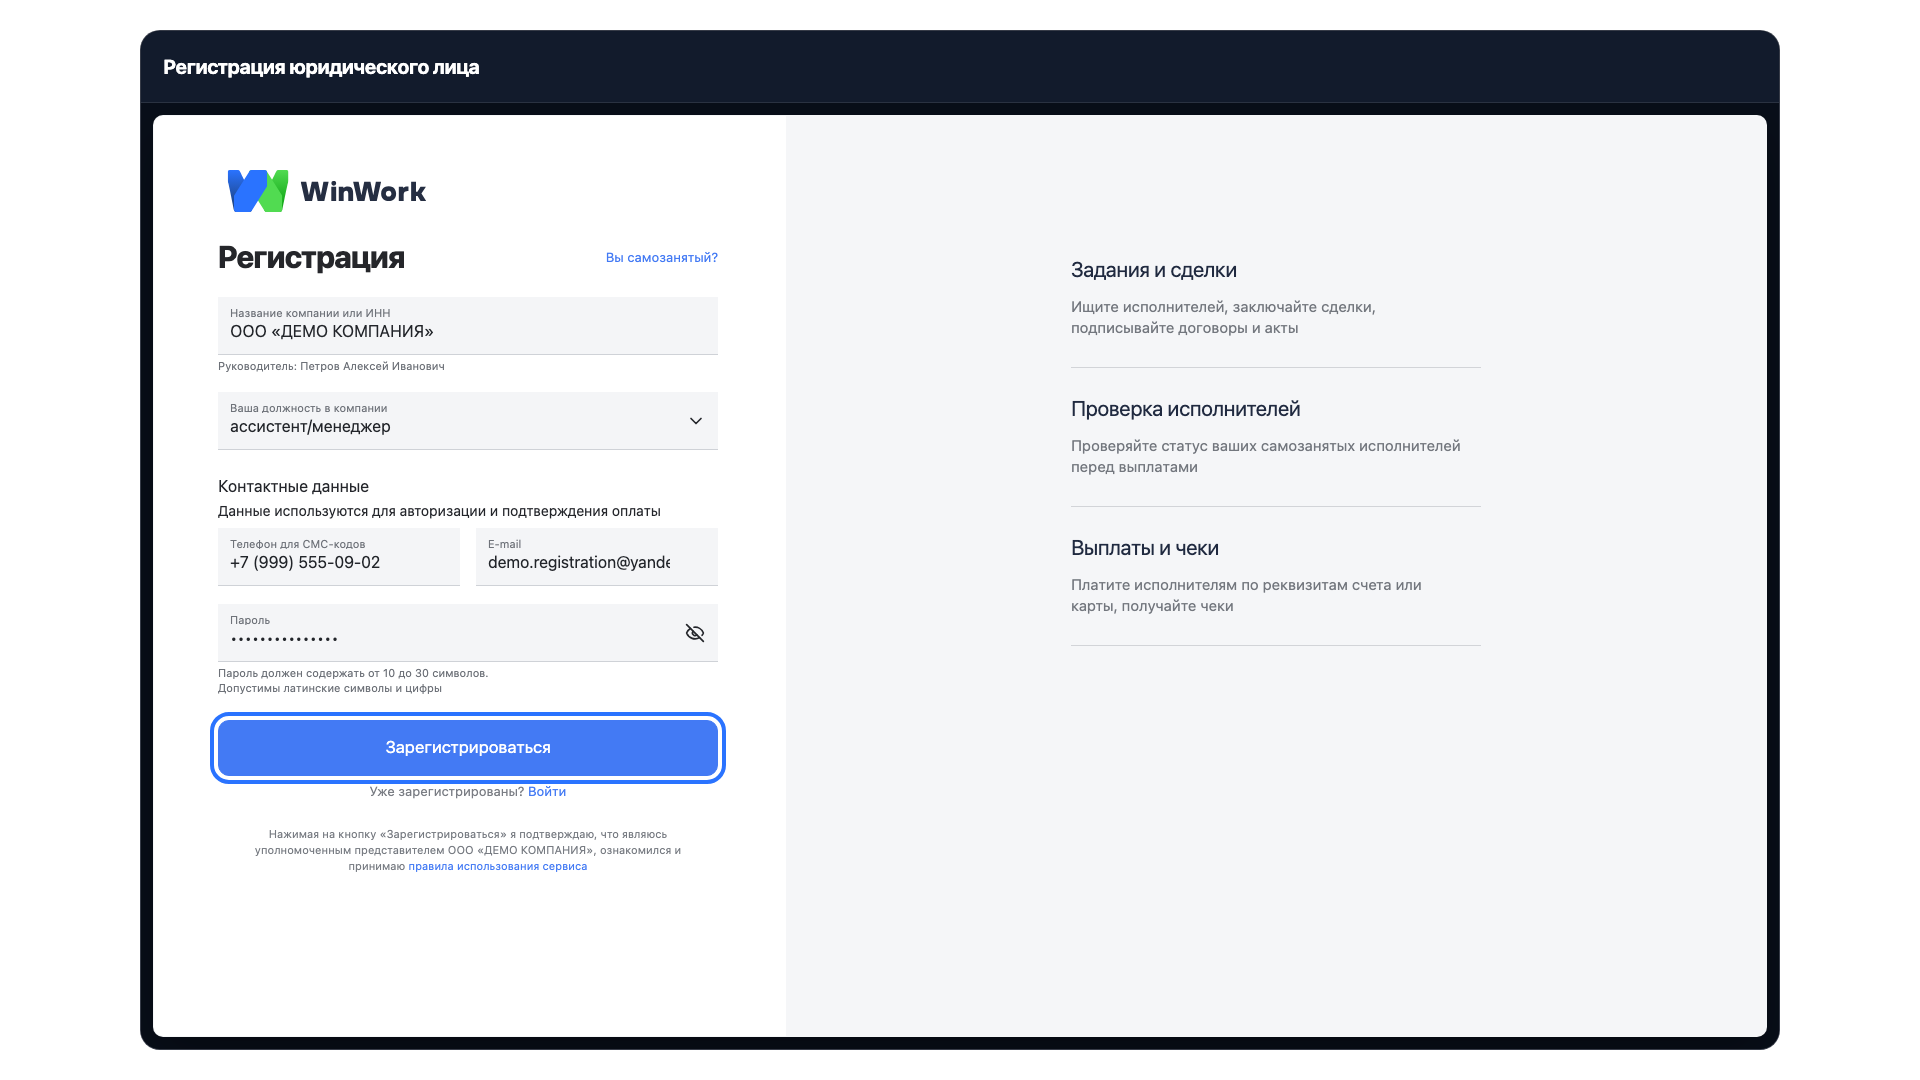 Регистрация юридического лица
WinWork
Регистрация
Вы самозанятый?
Название компании или ИНН
ООО «ДЕМО КОМПАНИЯ»
Руководитель: Петров Алексей Иванович
Ваша должность в компании
ассистент/менеджер
Контактные данные
Данные используются для авторизации и подтверждения оплаты
Телефон для СМС-кодов
+7 (999) 555-09-02
E-mail
demo.registration@yande
Пароль
•••••••••••••••
Пароль должен содержать от 10 до 30 символов.
Допустимы латинские символы и цифры
Зарегистрироваться
Уже зарегистрированы? Войти
Нажимая на кнопку «Зарегистрироваться» я подтверждаю, что являюсь
уполномоченным представителем ООО «ДЕМО КОМПАНИЯ», ознакомился и
принимаю правила использования сервиса
Задания и сделки
Ищите исполнителей, заключайте сделки,
подписывайте договоры и акты
Проверка исполнителей
Проверяйте статус ваших самозанятых исполнителей
перед выплатами
Выплаты и чеки
Платите исполнителям по реквизитам счета или
карты, получайте чеки